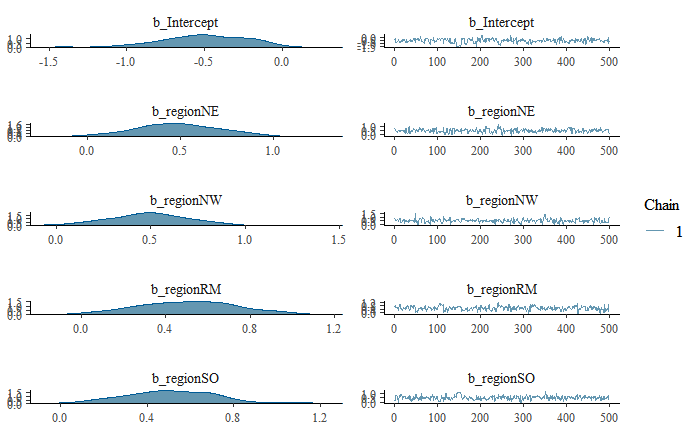 b_Intercept
-1.5 -1.0 -0.5 0.0
b_Intercept
0 100 200 300 400 500
b_regionNE
0.0 0.5 1.0
b_regionNE
0 100 200 300 400 500
b_regionNW
0.0 0.5 1.0 1.5
b_regionNW
0 100 200 300 400 500
Chain
1
b_regionRM
0.0 0.4 0.8 1.2
b_regionRM
0 100 200 300 400 500
b_regionSO
0.0 0.4 0.8 1.2
b_regionSO
0 100 200 300 400 500